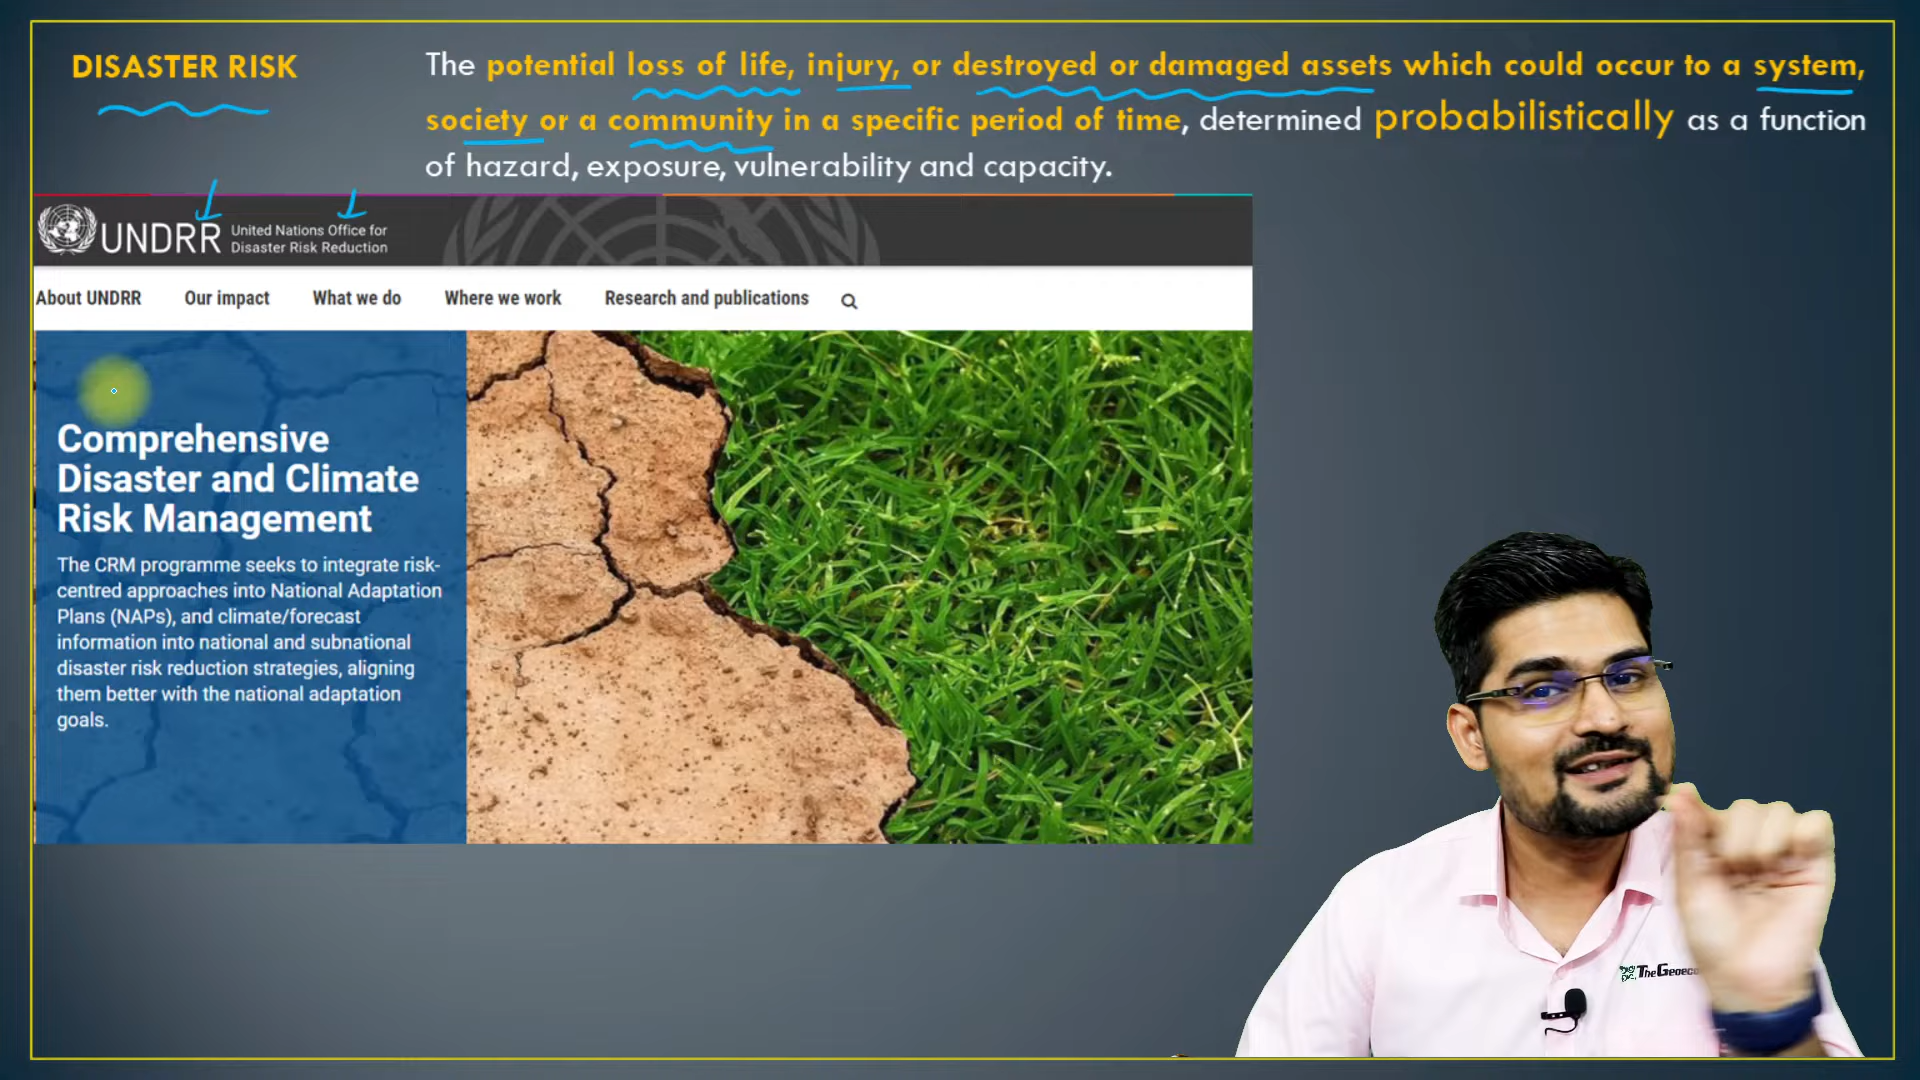 DISASTER RISK
The potential loss of life, injury, or destroyed or damaged assets which could occur to a system,
society or a community in a specific period of time, determined probabilistically as a function
of hazard, exposure, vulnerability and capacity.
UNDRR
United Nations Office for
Disaster Risk Reduction
About UNDRR Our impact What we do Where we work Research and publications
Comprehensive
Disaster and Climate
Risk Management
The CRM programme seeks to integrate risk-
centred approaches into National Adaptation
Plans (NAPs), and climate/forecast
information into national and subnational
disaster risk reduction strategies, aligning
them better with the national adaptation
goals.